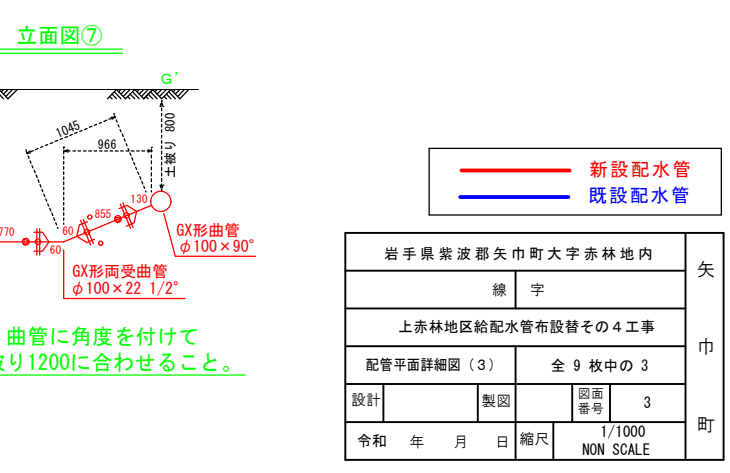 立面図⑦
G'
1045
966
土被り 800
130
855
770
60
60
GX形曲管
φ100×90°
GX形両受曲管
φ100×22 1/2°
曲管に角度を付けて
り1200に合わせること。
新設配水管
既設配水管
岩手県紫波郡矢巾町大字赤林地内
線 字
上赤林地区給配水管布設替その４工事
配管平面詳細図（３） 全 9 枚中の 3
設計 製図 図面番号 3
令和 年 月 日 縮尺 1/1000
NON SCALE
矢巾町